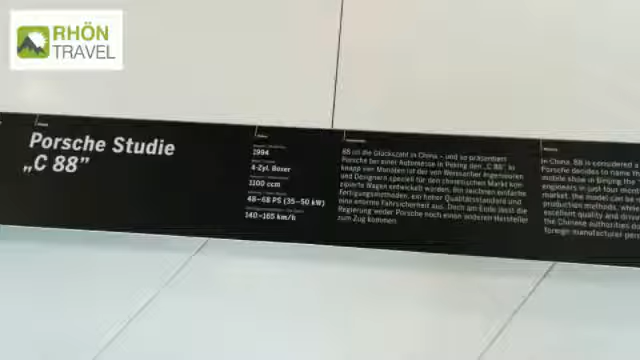 RHÖN
TRAVEL
Porsche Studie
„C 88”
1994
4-Zyl. Boxer
1100 ccm
48–68 PS (35–50 kW)
140–165 km/h
88 ist die Glückszahl in China – und so präsentiert
Porsche bei einer Automesse in Peking den „C 88“. In
knapp vier Monaten ist der von Weissacher Ingenieuren
und Designern speziell für den chinesischen Markt kon-
zipierte Wagen entwickelt worden. Ihn zeichnen einfache
Fertigungsmethoden, ein hoher Qualitätsstandard und
eine enorme Fahrsicherheit aus. Doch am Ende lässt die
Regierung weder Porsche noch einen anderen Hersteller
zum Zug kommen.
In China, 88 is considered a
Porsche decides to name th
mobile show in Beijing the
engineers in just four mont
market, the model can be
production methods, while
excellent quality and driv
the Chinese authorities do
foreign manufacturer per